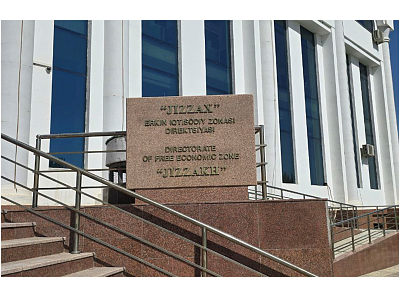 “JIZZAX”
ERKIN IQTISODIY ZONASI
DIREKTSIYASI
DIRECTORATE
OF FREE ECONOMIC ZONE
“JIZZAKH”